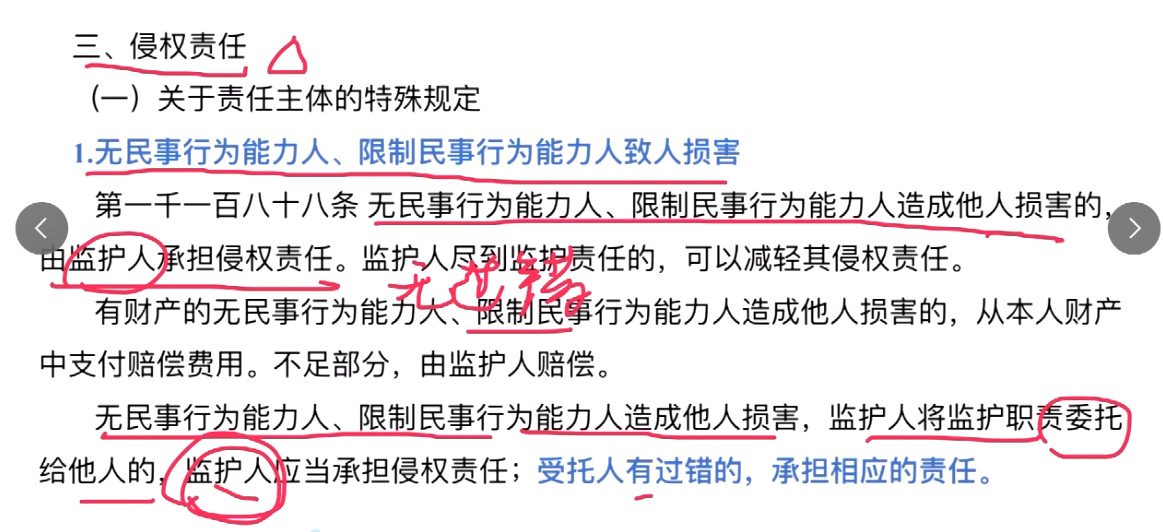 三、侵权责任
（一）关于责任主体的特殊规定
1.无民事行为能力人、限制民事行为能力人致人损害
第一千一百八十八条 无民事行为能力人、限制民事行为能力人造成他人损害的，
由监护人承担侵权责任。监护人尽到监护责任的，可以减轻其侵权责任。
无过错
有财产的无民事行为能力人、限制民事行为能力人造成他人损害的，从本人财产
中支付赔偿费用。不足部分，由监护人赔偿。
无民事行为能力人、限制民事行为能力人造成他人损害，监护人将监护职责委托
给他人的，监护人应当承担侵权责任；受托人有过错的，承担相应的责任。